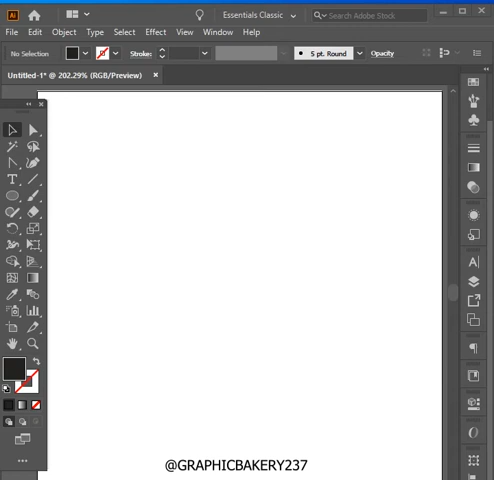 Ai
Essentials Classic
Search Adobe Stock
File Edit Object Type Select Effect View Window Help
No Selection Stroke: 5 pt. Round Opacity
Untitled-1* @ 202.29% (RGB/Preview)
@GRAPHICBAKERY237